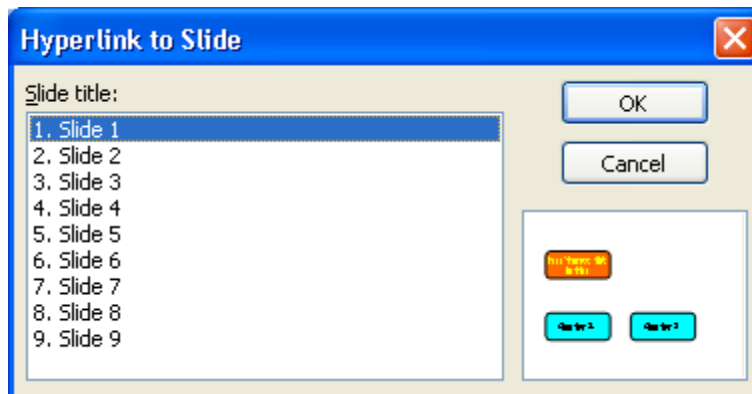 Hyperlink to Slide
Slide title:
OK
1. Slide 1
2. Slide 2
Cancel
3. Slide 3
4. Slide 4
5. Slide 5
6. Slide 6
7. Slide 7
8. Slide 8
9. Slide 9